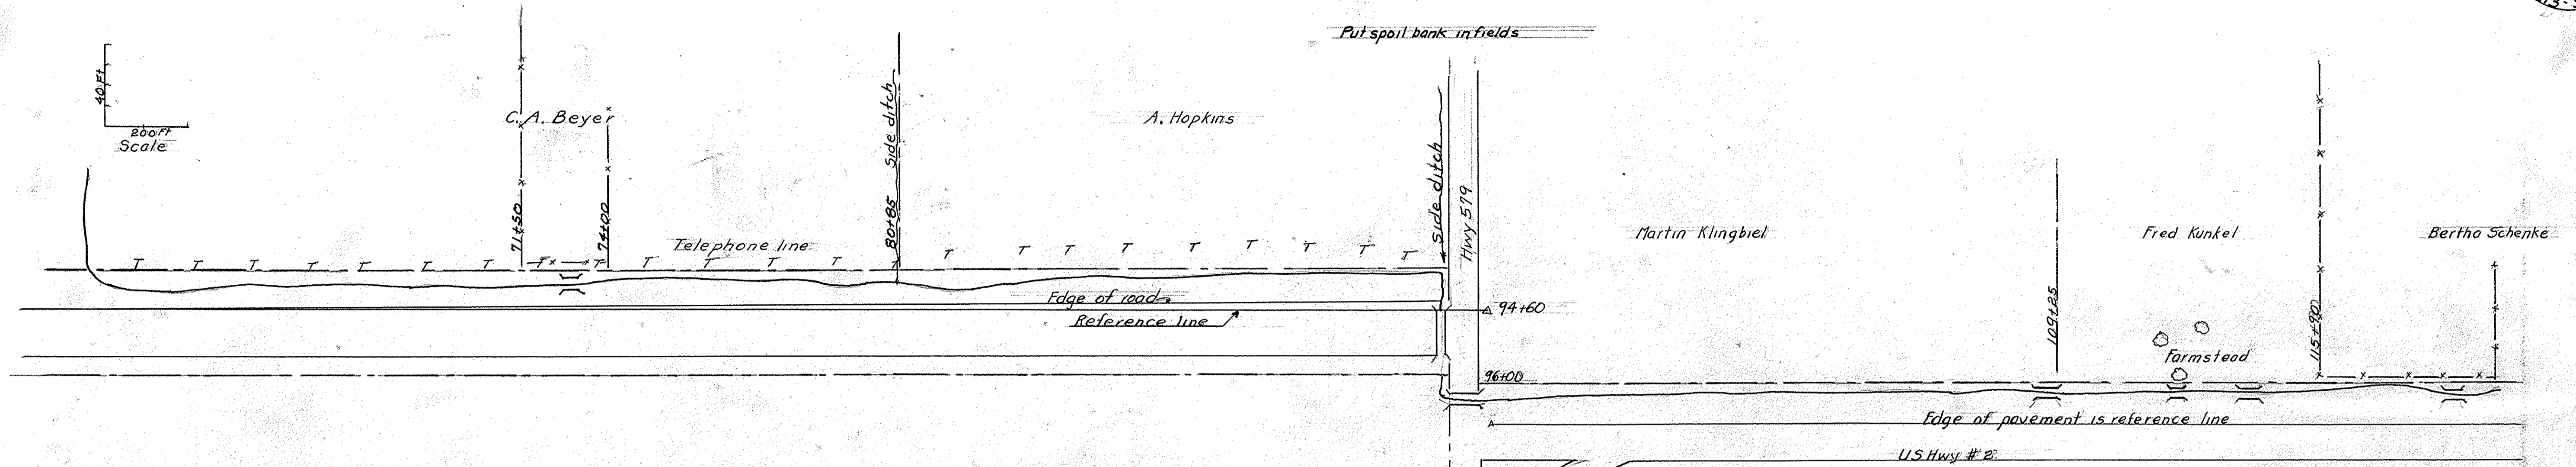 Put spoil bank in fields
40 Ft
200 Ft
Scale
C. A. Beyer
A. Hopkins
Side ditch
Side ditch
Hwy 579
71+50
74+00
80+85
Telephone line
T T T T T T T T T T T T T T T T T T T T T T T
Martin Klingbiel
Fred Kunkel
Bertho Schenke
Edge of road
Reference line
94+60
109+25
115+90
Farmstead
96+00
Edge of pavement is reference line
US Hwy # 2